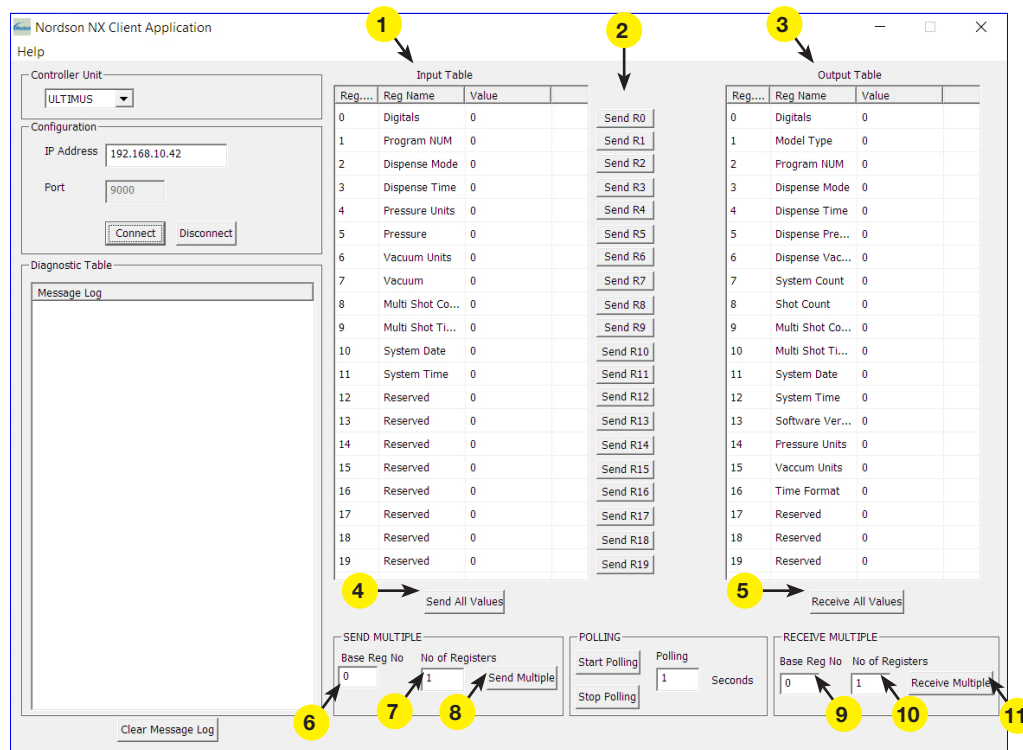 Nordson NX Client Application
Help
1
2
3
Controller Unit
ULTIMUS
Configuration
IP Address 192.168.10.42
Port 9000
Connect Disconnect
Diagnostic Table
Message Log
Clear Message Log
Input Table
Reg.... Reg Name Value
0 Digitals 0
1 Program NUM 0
2 Dispense Mode 0
3 Dispense Time 0
4 Pressure Units 0
5 Pressure 0
6 Vacuum Units 0
7 Vacuum 0
8 Multi Shot Co... 0
9 Multi Shot Ti... 0
10 System Date 0
11 System Time 0
12 Reserved 0
13 Reserved 0
14 Reserved 0
15 Reserved 0
16 Reserved 0
17 Reserved 0
18 Reserved 0
19 Reserved 0
Send R0
Send R1
Send R2
Send R3
Send R4
Send R5
Send R6
Send R7
Send R8
Send R9
Send R10
Send R11
Send R12
Send R13
Send R14
Send R15
Send R16
Send R17
Send R18
Send R19
Output Table
Reg.... Reg Name Value
0 Digitals 0
1 Model Type 0
2 Program NUM 0
3 Dispense Mode 0
4 Dispense Time 0
5 Dispense Pre... 0
6 Dispense Vac... 0
7 System Count 0
8 Shot Count 0
9 Multi Shot Co... 0
10 Multi Shot Ti... 0
11 System Date 0
12 System Time 0
13 Software Ver... 0
14 Pressure Units 0
15 Vaccum Units 0
16 Time Format 0
17 Reserved 0
18 Reserved 0
19 Reserved 0
4
Send All Values
5
Receive All Values
SEND MULTIPLE
Base Reg No No of Registers
0 1 Send Multiple
6 7 8
POLLING
Start Polling Polling
1 Seconds
Stop Polling
RECEIVE MULTIPLE
Base Reg No No of Registers
0 1 Receive Multiple
9 10 11